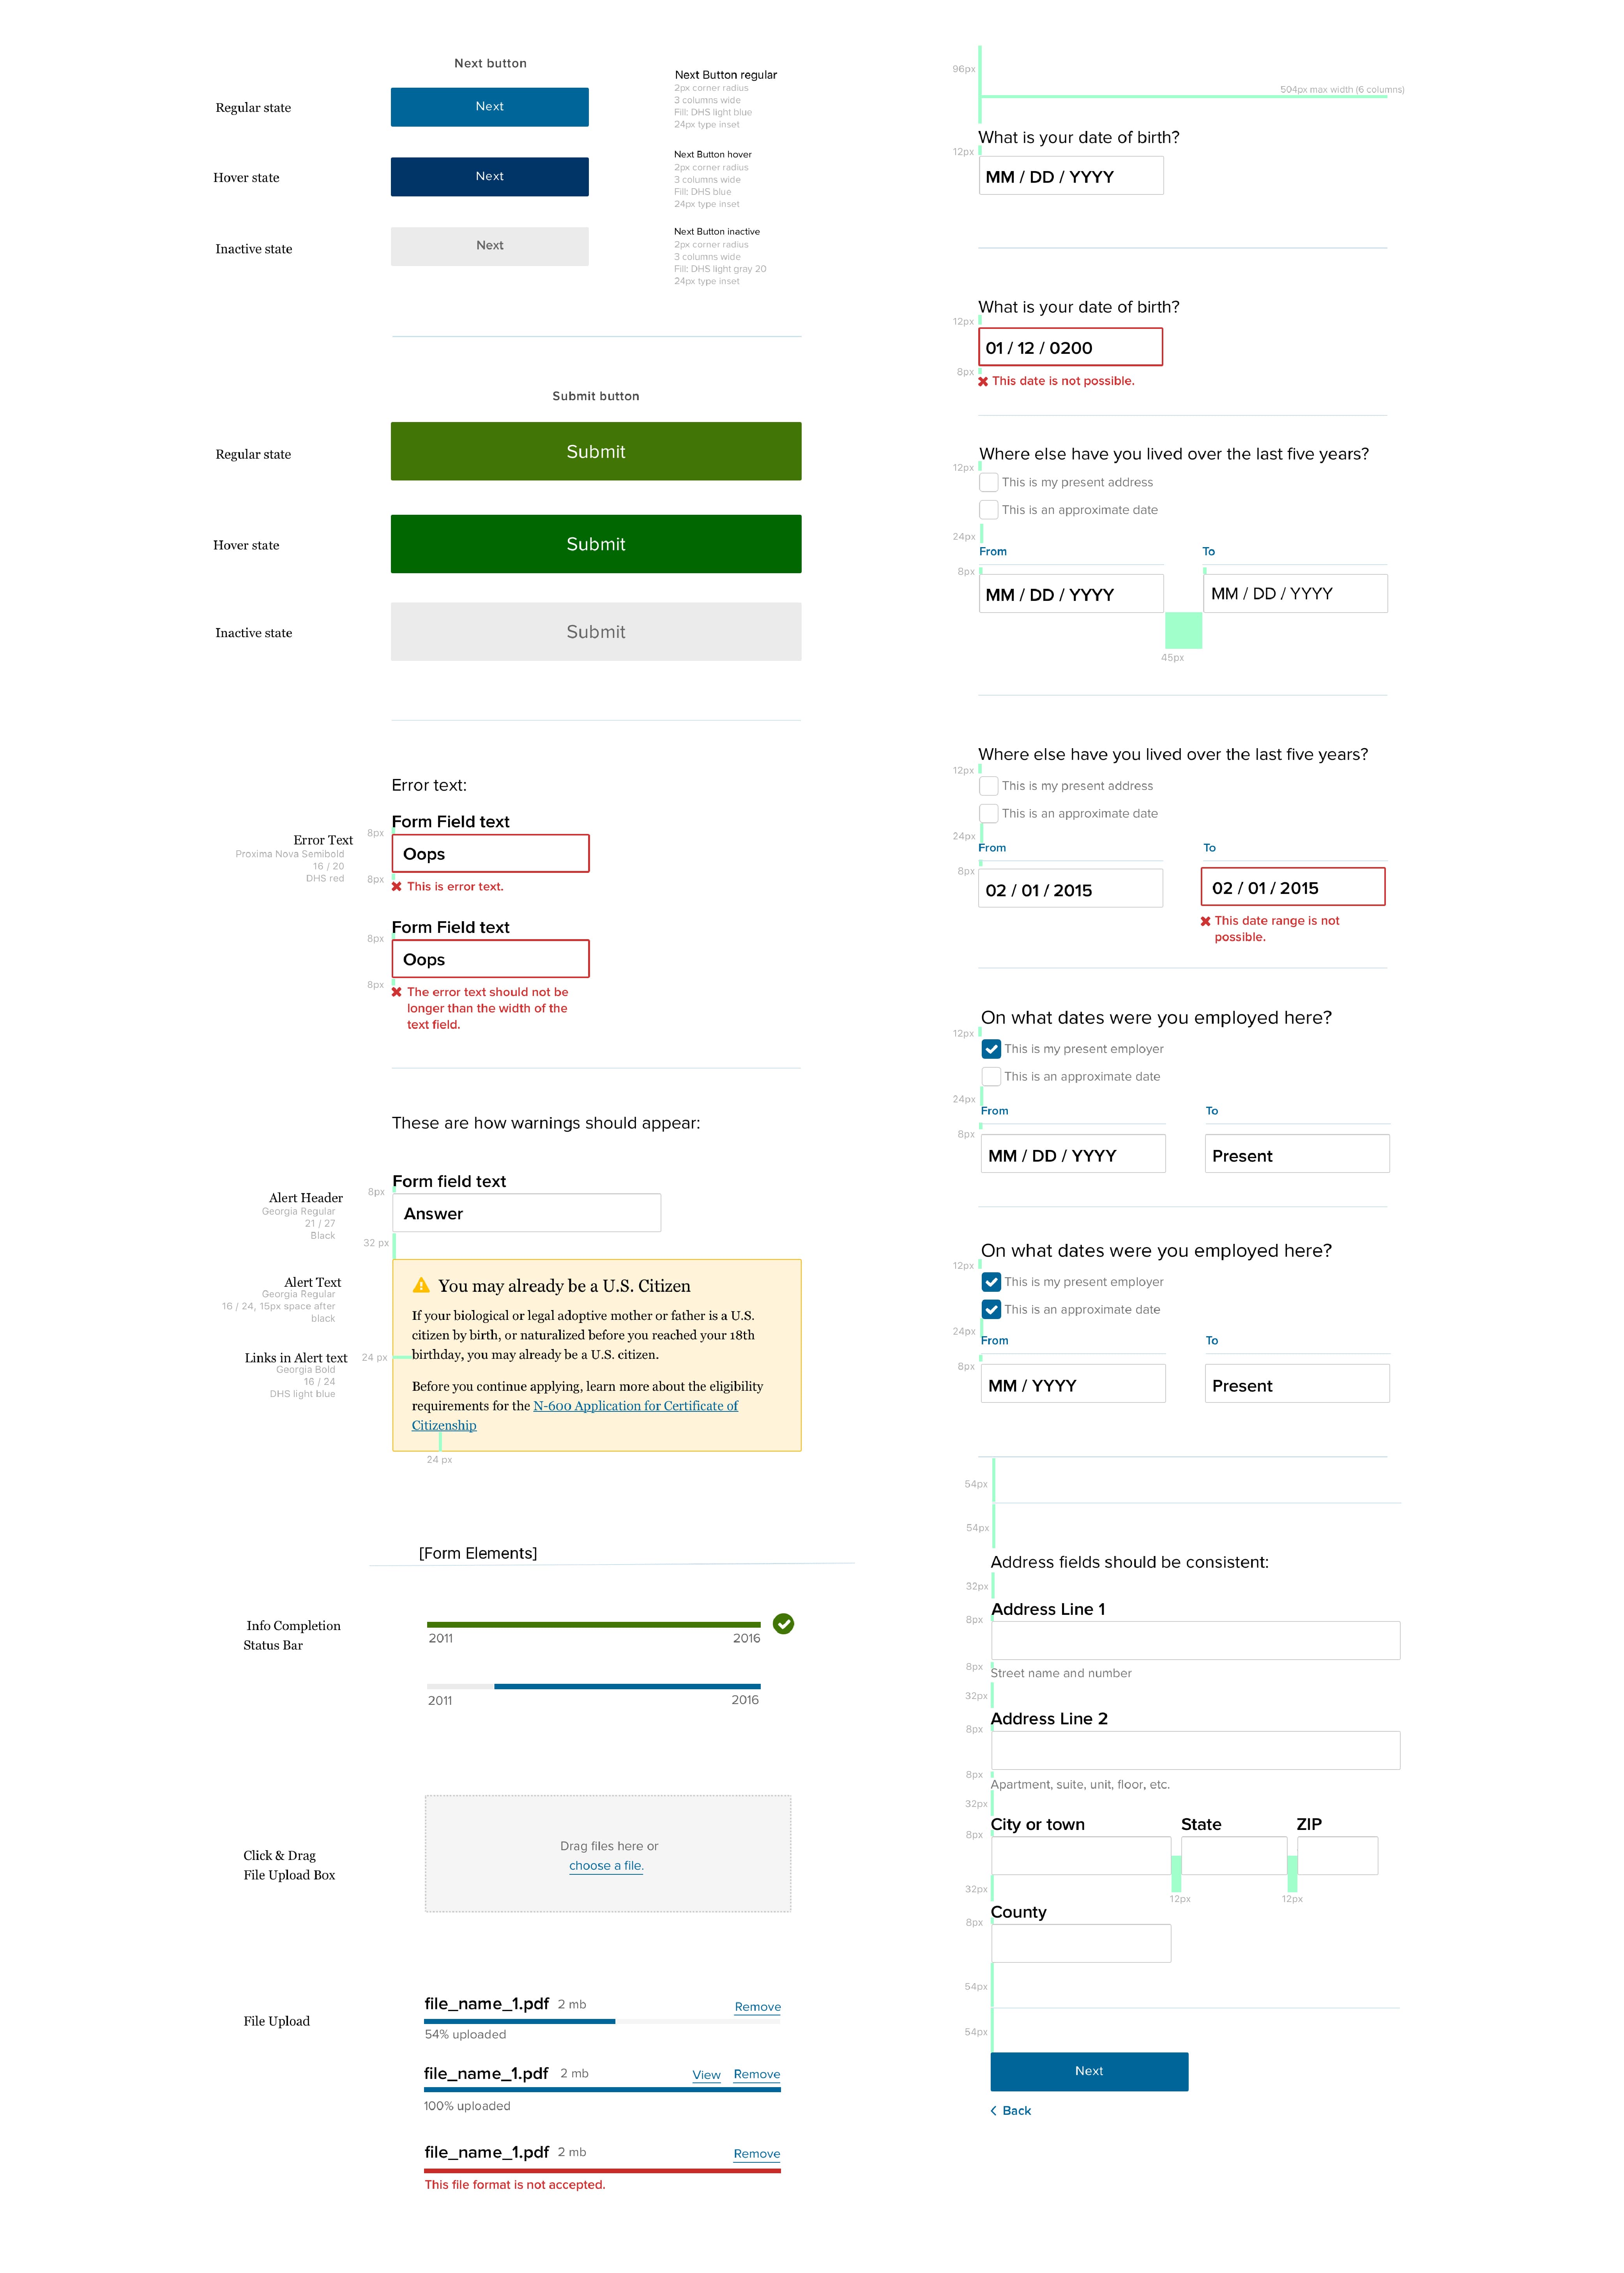 Next button
Regular state
Next
Next Button regular
2px corner radius
3 columns wide
Fill: DHS light blue
24px type inset
Hover state
Next
Next Button hover
2px corner radius
3 columns wide
Fill: DHS blue
24px type inset
Inactive state
Next
Next Button inactive
2px corner radius
3 columns wide
Fill: DHS light gray 20
24px type inset
Submit button
Regular state
Submit
Hover state
Submit
Inactive state
Submit
Error text:
Form Field text
Error Text
Proxima Nova Semibold
16 / 20
DHS red
8px
Oops
8px
This is error text.
Form Field text
8px
Oops
8px
The error text should not be
longer than the width of the
text field.
These are how warnings should appear:
Form field text
Alert Header
Georgia Regular
21 / 27
Black
8px
Answer
32 px
Alert Text
Georgia Regular
16 / 24, 15px space after
black
Links in Alert text
Georgia Bold
16 / 24
DHS light blue
24 px
You may already be a U.S. Citizen
If your biological or legal adoptive mother or father is a U.S.
citizen by birth, or naturalized before you reached your 18th
birthday, you may already be a U.S. citizen.
Before you continue applying, learn more about the eligibility
requirements for the N-600 Application for Certificate of
Citizenship
24 px
[Form Elements]
Info Completion
Status Bar
2011 2016
2011 2016
Click & Drag
File Upload Box
Drag files here or
choose a file.
File Upload
file_name_1.pdf 2 mb Remove
54% uploaded
file_name_1.pdf 2 mb View Remove
100% uploaded
file_name_1.pdf 2 mb Remove
This file format is not accepted.
96px
504px max width (6 columns)
What is your date of birth?
12px
MM / DD / YYYY
What is your date of birth?
12px
01 / 12 / 0200
8px
This date is not possible.
Where else have you lived over the last five years?
12px
This is my present address
This is an approximate date
24px
From To
8px
MM / DD / YYYY MM / DD / YYYY
45px
Where else have you lived over the last five years?
12px
This is my present address
This is an approximate date
24px
From To
8px
02 / 01 / 2015 02 / 01 / 2015
This date range is not
possible.
On what dates were you employed here?
12px
This is my present employer
This is an approximate date
24px
From To
8px
MM / DD / YYYY Present
On what dates were you employed here?
12px
This is my present employer
This is an approximate date
24px
From To
8px
MM / YYYY Present
54px
54px
Address fields should be consistent:
32px
Address Line 1
8px
8px
Street name and number
32px
Address Line 2
8px
8px
Apartment, suite, unit, floor, etc.
32px
City or town State ZIP
8px
32px
12px 12px
County
8px
54px
54px
Next
Back